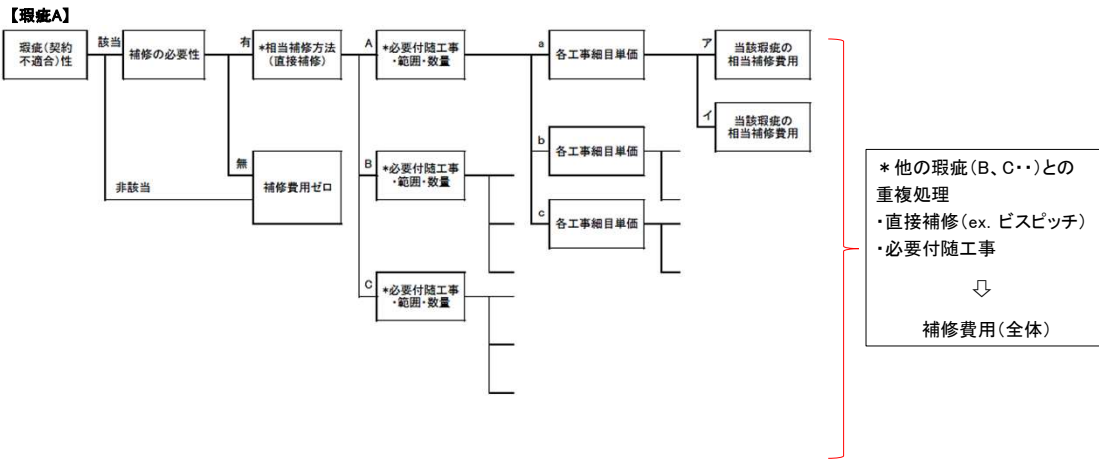 【瑕疵A】
瑕疵(契約
不適合)性
該当
補修の必要性
有
*相当補修方法
(直接補修)
A
*必要付随工事
・範囲・数量
a
各工事細目単価
ア
当該瑕疵の
相当補修費用
イ
当該瑕疵の
相当補修費用
b
各工事細目単価
無
補修費用ゼロ
非該当
B
*必要付随工事
・範囲・数量
c
各工事細目単価
C
*必要付随工事
・範囲・数量
*他の瑕疵(B、C・・)との
重複処理
・直接補修(ex. ビスピッチ)
・必要付随工事
⇩
補修費用(全体)